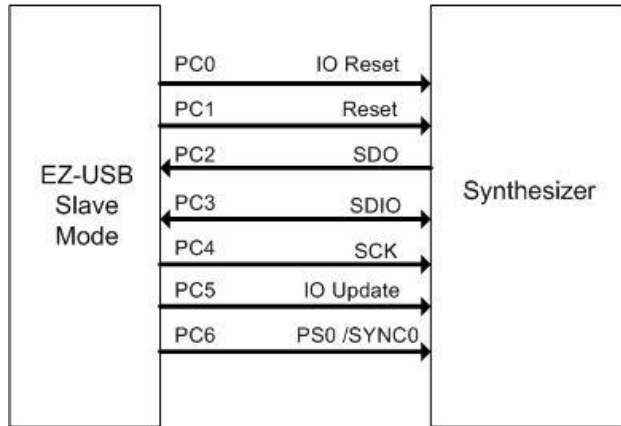 PC0 IO Reset
PC1 Reset
PC2 SDO
EZ-USB
Slave
Mode
Synthesizer
PC3 SDIO
PC4 SCK
PC5 IO Update
PC6 PS0 /SYNC0